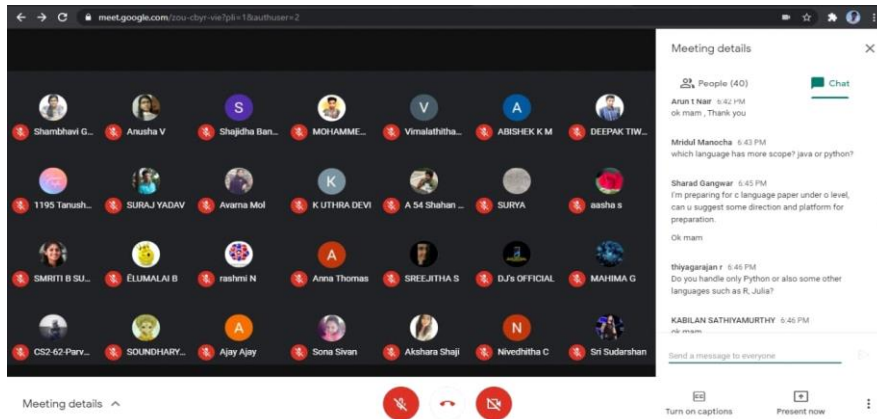 meet.google.com/zou-cbyr-vie?pli=1&authuser=2
Shambhavi G...
Anusha V
S
Shajidha Ban...
MOHAMME...
V
Vimalathitha...
A
ABISHEK K M
DEEPAK TIW...
1195 Tanush...
SURAJ YADAV
Avarna Mol
K
K UTHRA DEVI
A 54 Shahan ...
SURYA
aasha s
SMRITI B SU...
ELUMALAI B
rashmi N
A
Anna Thomas
SREEJITHA S
DJ's OFFICIAL
MAHIMA G
CS2-62-Parv...
SOUNDHARY...
A
Ajay Ajay
Sona Sivan
Akshara Shaji
N
Nivedhitha C
Sri Sudarshan
Meeting details
People (40)
Chat
Arun t Nair 6:42 PM
ok mam , Thank you
Mridul Manocha 6:43 PM
which language has more scope? java or python?
Sharad Gangwar 6:45 PM
I'm preparing for c language paper under o level,
can u suggest some direction and platform for
preparation.
Ok mam
thiyagarajan r 6:46 PM
Do you handle only Python or also some other
languages such as R, Julia?
KABILAN SATHIYAMURTHY 6:46 PM
ok mam
Send a message to everyone
Meeting details
Turn on captions
Present now